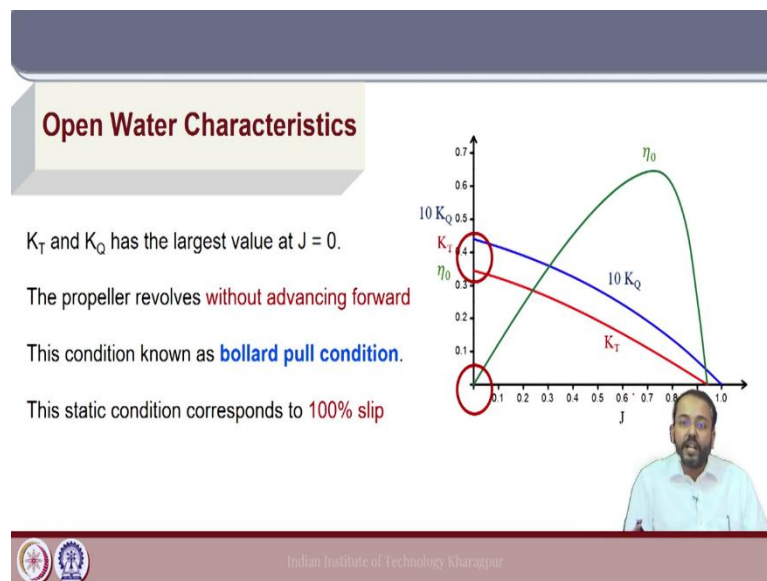 Open Water Characteristics
K_T and K_Q has the largest value at J = 0.
The propeller revolves without advancing forward
This condition known as bollard pull condition.
This static condition corresponds to 100% slip
10 K_Q
K_T
η_0
0.7
0.6
0.5
0.4
0.3
0.2
0.1
η_0
10 K_Q
K_T
0.1 0.2 0.3 0.4 0.5 0.6 0.7 0.8 0.9 1.0
J
Indian Institute of Technology Kharagpur